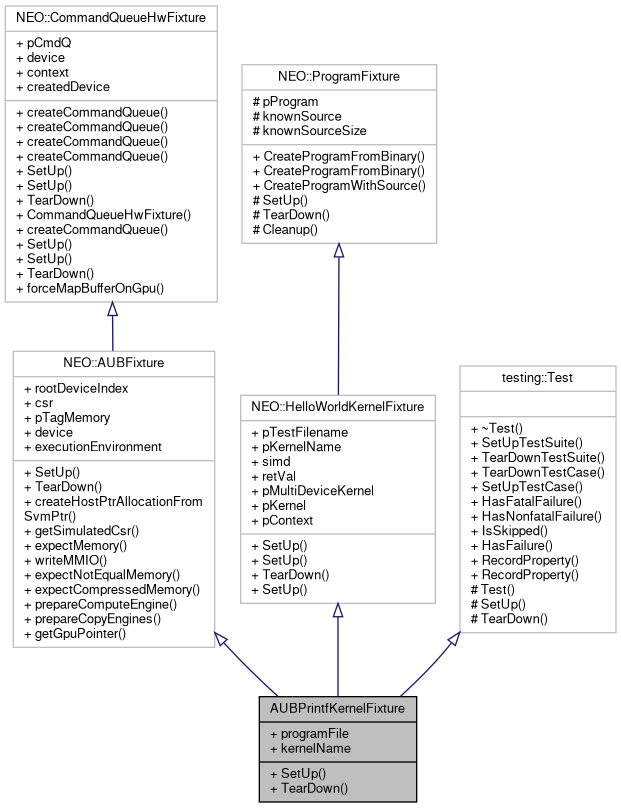 NEO::CommandQueueHwFixture
+ pCmdQ
+ device
+ context
+ createdDevice
+ createCommandQueue()
+ createCommandQueue()
+ createCommandQueue()
+ createCommandQueue()
+ SetUp()
+ SetUp()
+ TearDown()
+ CommandQueueHwFixture()
+ createCommandQueue()
+ SetUp()
+ SetUp()
+ TearDown()
+ forceMapBufferOnGpu()
NEO::ProgramFixture
# pProgram
# knownSource
# knownSourceSize
+ CreateProgramFromBinary()
+ CreateProgramFromBinary()
+ CreateProgramWithSource()
# SetUp()
# TearDown()
# Cleanup()
NEO::AUBFixture
+ rootDeviceIndex
+ csr
+ pTagMemory
+ device
+ executionEnvironment
+ SetUp()
+ TearDown()
+ createHostPtrAllocationFrom
SvmPtr()
+ getSimulatedCsr()
+ expectMemory()
+ writeMMIO()
+ expectNotEqualMemory()
+ expectCompressedMemory()
+ prepareComputeEngine()
+ prepareCopyEngines()
+ getGpuPointer()
NEO::HelloWorldKernelFixture
+ pTestFilename
+ pKernelName
+ simd
+ retVal
+ pMultiDeviceKernel
+ pKernel
+ pContext
+ SetUp()
+ SetUp()
+ TearDown()
+ SetUp()
testing::Test
+ ~Test()
+ SetUpTestSuite()
+ TearDownTestSuite()
+ TearDownTestCase()
+ SetUpTestCase()
+ HasFatalFailure()
+ HasNonfatalFailure()
+ IsSkipped()
+ HasFailure()
+ RecordProperty()
+ RecordProperty()
# Test()
# SetUp()
# TearDown()
AUBPrintfKernelFixture
+ programFile
+ kernelName
+ SetUp()
+ TearDown()